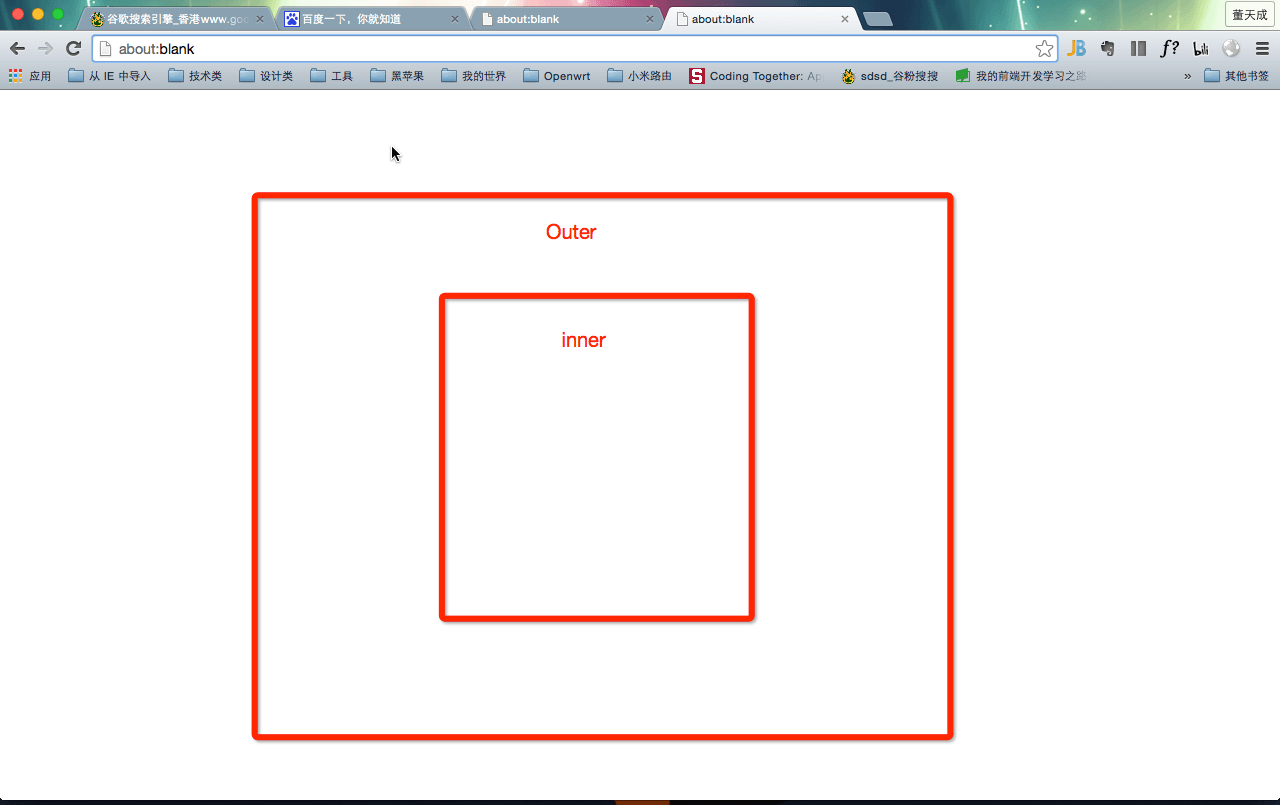 谷歌搜索引擎_香港www.goo
百度一下，你就知道
about:blank
about:blank
董天成
about:blank
JB
f?
应用
从 IE 中导入
技术类
设计类
工具
黑苹果
我的世界
Openwrt
小米路由
S
Coding Together: Ap
sdsd_谷粉搜搜
我的前端开发学习之路
»
其他书签
Outer
inner